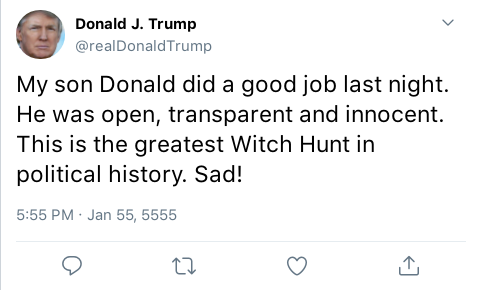 Donald J. Trump
@realDonaldTrump
My son Donald did a good job last night.
He was open, transparent and innocent.
This is the greatest Witch Hunt in
political history. Sad!
5:55 PM · Jan 55, 5555